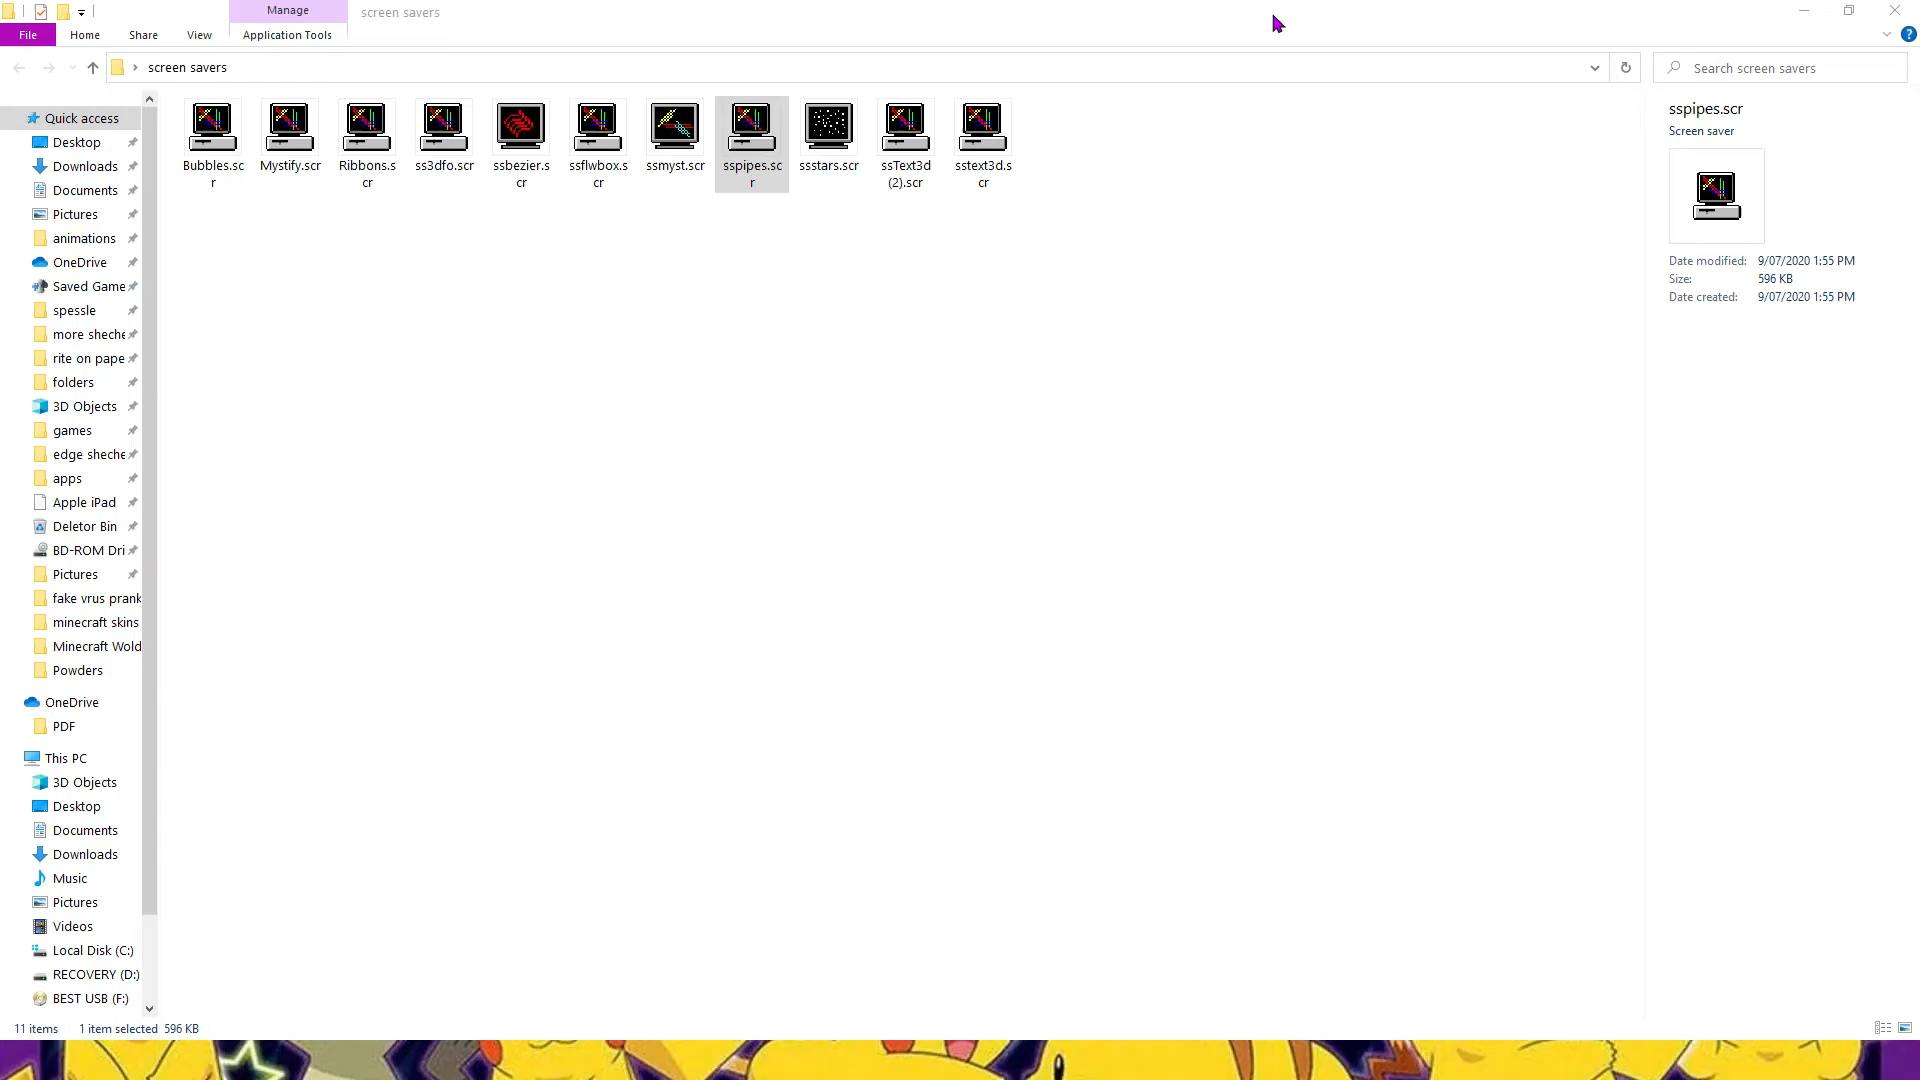 Manage
screen savers
File
Home
Share
View
Application Tools
screen savers
Search screen savers
Quick access
Desktop
Downloads
Documents
Pictures
animations
OneDrive
Saved Game
spessle
more sheche
rite on pape
folders
3D Objects
games
edge sheche
apps
Apple iPad
Deletor Bin
BD-ROM Dri
Pictures
fake vrus prank
minecraft skins
Minecraft Wold
Powders
OneDrive
PDF
This PC
3D Objects
Desktop
Documents
Downloads
Music
Pictures
Videos
Local Disk (C:)
RECOVERY (D:)
BEST USB (F:)
Bubbles.sc
r
Mystify.scr
Ribbons.s
cr
ss3dfo.scr
ssbezier.s
cr
ssflwbox.s
cr
ssmyst.scr
sspipes.sc
r
ssstars.scr
ssText3d
(2).scr
sstext3d.s
cr
sspipes.scr
Screen saver
Date modified: 9/07/2020 1:55 PM
Size: 596 KB
Date created: 9/07/2020 1:55 PM
11 items 1 item selected 596 KB